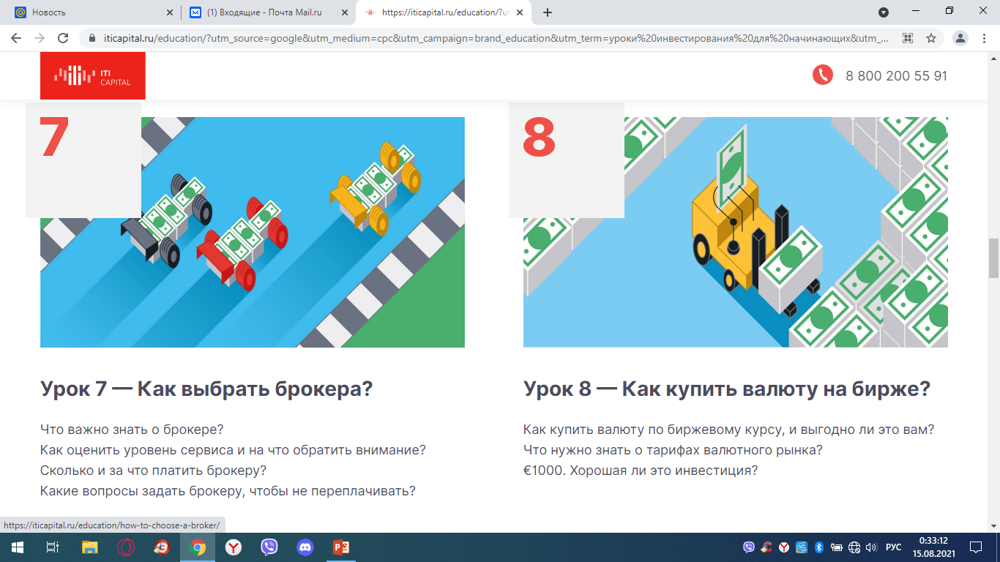 Новость
(1) Входящие - Почта Mail.ru
https://iticapital.ru/education/?ut
iticapital.ru/education/?utm_source=google&utm_medium=cpc&utm_campaign=brand_education&utm_term=уроки%20инвестирования%20для%20начинающих&utm_...
ITI
CAPITAL
8 800 200 55 91
7
8
Урок 7 — Как выбрать брокера?
Что важно знать о брокере?
Как оценить уровень сервиса и на что обратить внимание?
Сколько и за что платить брокеру?
Какие вопросы задать брокеру, чтобы не переплачивать?
Урок 8 — Как купить валюту на бирже?
Как купить валюту по биржевому курсу, и выгодно ли это вам?
Что нужно знать о тарифах валютного рынка?
€1000. Хорошая ли это инвестиция?
https://iticapital.ru/education/how-to-choose-a-broker/
РУС
0:33:12
15.08.2021